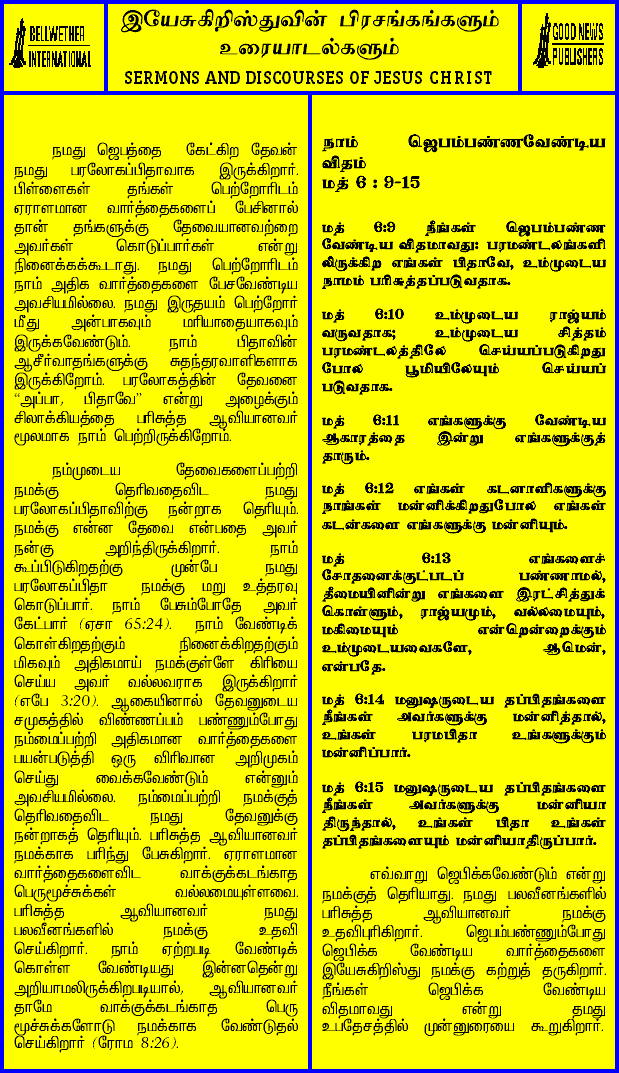 BELLWETHER
INTERNATIONAL
இயேசுகிறிஸ்துவின் பிரசங்கங்களும்
உரையாடல்களும்
SERMONS AND DISCOURSES OF JESUS CHRIST
GOOD NEWS
PUBLISHERS
நமது ஜெபத்தை கேட்கிற தேவன்
நமது பரலோகப்பிதாவாக இருக்கிறார்.
பிள்ளைகள் தங்கள் பெற்றோரிடம்
ஏராளமான வார்த்தைகளைப் பேசினால்
தான் தங்களுக்கு தேவையானவற்றை
அவர்கள் கொடுப்பார்கள் என்று
நினைக்கக்கூடாது. நமது பெற்றோரிடம்
நாம் அதிக வார்த்தைகளை பேசவேண்டிய
அவசியமில்லை. நமது இருதயம் பெற்றோர்
மீது அன்பாகவும் மரியாதையாகவும்
இருக்கவேண்டும். நாம் பிதாவின்
ஆசீர்வாதங்களுக்கு சுதந்தரவாளிகளாக
இருக்கிறோம். பரலோகத்தின் தேவனை
“அப்பா, பிதாவே” என்று அழைக்கும்
சிலாக்கியத்தை பரிசுத்த ஆவியானவர்
மூலமாக நாம் பெற்றிருக்கிறோம்.
நம்முடைய தேவைகளைப்பற்றி
நமக்கு தெரிவதைவிட நமது
பரலோகப்பிதாவிற்கு நன்றாக தெரியும்.
நமக்கு என்ன தேவை என்பதை அவர்
நன்கு அறிந்திருக்கிறார். நாம்
கூப்பிடுகிறதற்கு முன்பே நமது
பரலோகப்பிதா நமக்கு மறு உத்தரவு
கொடுப்பார். நாம் பேசும்போதே அவர்
கேட்பார் (ஏசா 65:24). நாம் வேண்டிக்
கொள்கிறதற்கும் நினைக்கிறதற்கும்
மிகவும் அதிகமாய் நமக்குள்ளே கிரியை
செய்ய அவர் வல்லவராக இருக்கிறார்
(எபே 3:20). ஆகையினால் தேவனுடைய
சமுகத்தில் விண்ணப்பம் பண்ணும்போது
நம்மைப்பற்றி அதிகமான வார்த்தைகளை
பயன்படுத்தி ஒரு விரிவான அறிமுகம்
செய்து வைக்கவேண்டும் என்னும்
அவசியமில்லை. நம்மைப்பற்றி நமக்குத்
தெரிவதைவிட நமது தேவனுக்கு
நன்றாகத் தெரியும். பரிசுத்த ஆவியானவர்
நமக்காக பரிந்து பேசுகிறார். ஏராளமான
வார்த்தைகளைவிட வாக்குக்கடங்காத
பெருமூச்சுக்கள் வல்லமையுள்ளவை.
பரிசுத்த ஆவியானவர் நமது
பலவீனங்களில் நமக்கு உதவி
செய்கிறார். நாம் ஏற்றபடி வேண்டிக்
கொள்ள வேண்டியது இன்னதென்று
அறியாமலிருக்கிறபடியால், ஆவியானவர்
தாமே வாக்குக்கடங்காத பெரு
மூச்சுக்களோடு நமக்காக வேண்டுதல்
செய்கிறார் (ரோம 8:26).
நாம் ஜெபம்பண்ணவேண்டிய
விதம்
மத் 6 : 9-15
மத் 6:9 நீங்கள் ஜெபம்பண்ண
வேண்டிய விதமாவது: பரமண்டலங்களி
லிருக்கிற எங்கள் பிதாவே, உம்முடைய
நாமம் பரிசுத்தப்படுவதாக.
மத் 6:10 உம்முடைய ராஜ்யம்
வருவதாக; உம்முடைய சித்தம்
பரமண்டலத்திலே செய்யப்படுகிறது
போல் பூமியிலேயும் செய்யப்
படுவதாக.
மத் 6:11 எங்களுக்கு வேண்டிய
ஆகாரத்தை இன்று எங்களுக்குத்
தாரும்.
மத் 6:12 எங்கள் கடனாளிகளுக்கு
நாங்கள் மன்னிக்கிறதுபோல் எங்கள்
கடன்களை எங்களுக்கு மன்னியும்.
மத் 6:13 எங்களைச்
சோதனைக்குட்படப் பண்ணாமல்,
தீமையினின்று எங்களை இரட்சித்துக்
கொள்ளும், ராஜ்யமும், வல்லமையும்,
மகிமையும் என்றென்றைக்கும்
உம்முடையவைகளே, ஆமென்,
என்பதே.
மத் 6:14 மனுஷருடைய தப்பிதங்களை
நீங்கள் அவர்களுக்கு மன்னித்தால்,
உங்கள் பரமபிதா உங்களுக்கும்
மன்னிப்பார்.
மத் 6:15 மனுஷருடைய தப்பிதங்களை
நீங்கள் அவர்களுக்கு மன்னியா
திருந்தால், உங்கள் பிதா உங்கள்
தப்பிதங்களையும் மன்னியாதிருப்பார்.
எவ்வாறு ஜெபிக்கவேண்டும் என்று
நமக்குத் தெரியாது. நமது பலவீனங்களில்
பரிசுத்த ஆவியானவர் நமக்கு
உதவிபுரிகிறார். ஜெபம்பண்ணும்போது
ஜெபிக்க வேண்டிய வார்த்தைகளை
இயேசுகிறிஸ்து நமக்கு கற்றுத் தருகிறார்.
நீங்கள் ஜெபிக்க வேண்டிய
விதமாவது என்று தமது
உபதேசத்தில் முன்னுரையை கூறுகிறார்.